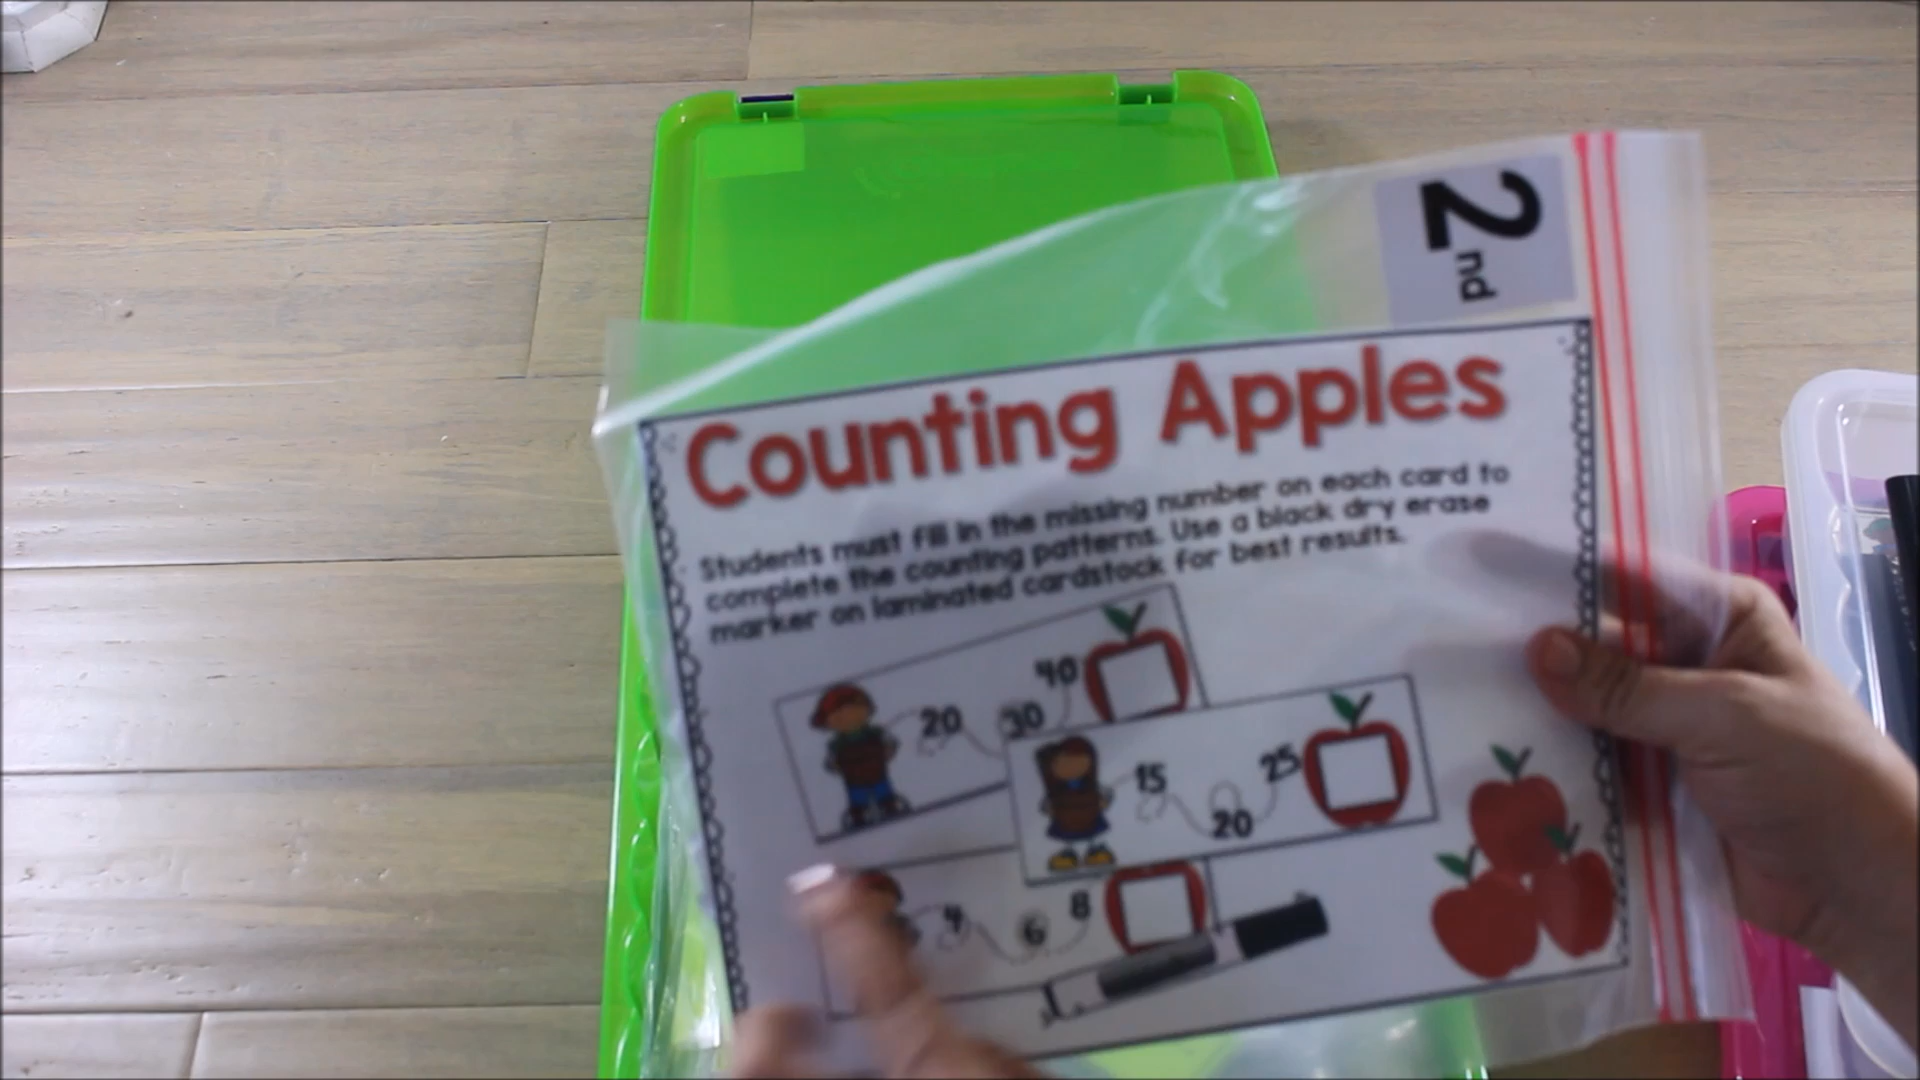 2nd
Counting Apples
Students must fill in the missing number on each card to
complete the counting patterns. Use a black dry erase
marker on laminated cardstock for best results.
20 30 40
15 20 25
4 6 8